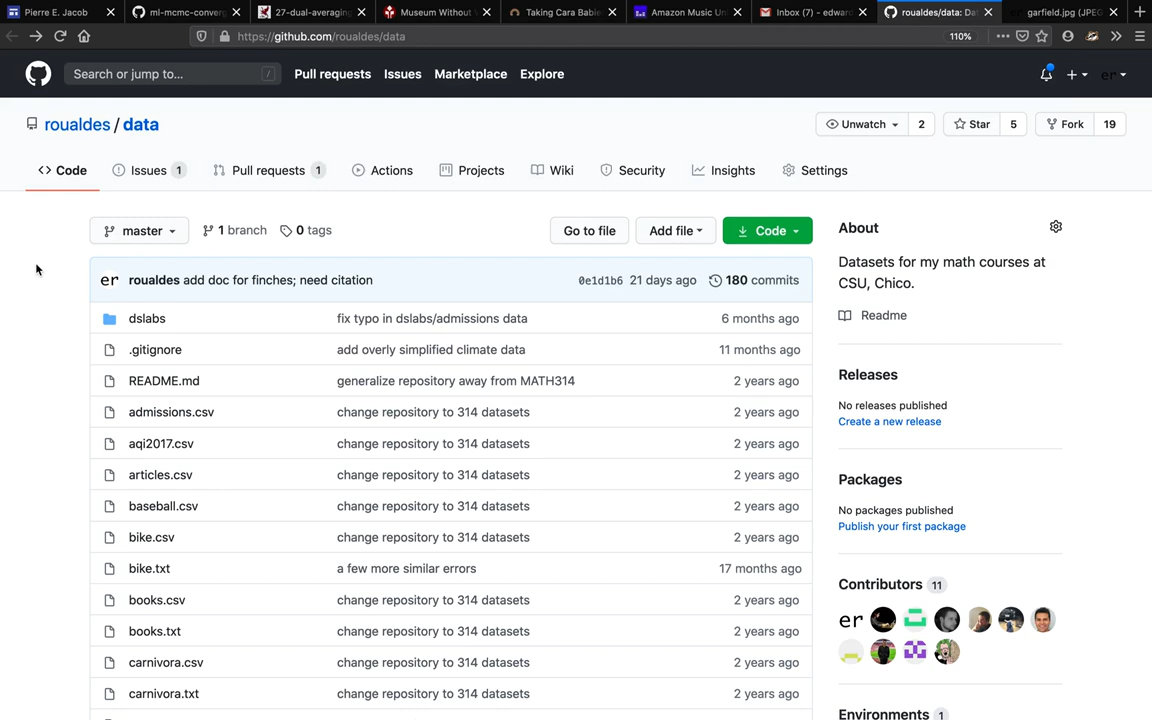 Pierre E. Jacob
ml-mcmc-converg
27-dual-averaging
Museum Without
Taking Cara Babie
Amazon Music Un
Inbox (7) – edward
roualdes/data: Da
garfield.jpg (JPEG
https://github.com/roualdes/data
110%
Search or jump to...
/
Pull requests
Issues
Marketplace
Explore
er
roualdes / data
Unwatch 2
Star 5
Fork 19
Code
Issues 1
Pull requests 1
Actions
Projects
Wiki
Security
Insights
Settings
master
1 branch
0 tags
Go to file
Add file
Code
er roualdes add doc for finches; need citation 0e1d1b6 21 days ago 180 commits
dslabs fix typo in dslabs/admissions data 6 months ago
.gitignore add overly simplified climate data 11 months ago
README.md generalize repository away from MATH314 2 years ago
admissions.csv change repository to 314 datasets 2 years ago
aqi2017.csv change repository to 314 datasets 2 years ago
articles.csv change repository to 314 datasets 2 years ago
baseball.csv change repository to 314 datasets 2 years ago
bike.csv change repository to 314 datasets 2 years ago
bike.txt a few more similar errors 17 months ago
books.csv change repository to 314 datasets 2 years ago
books.txt change repository to 314 datasets 2 years ago
carnivora.csv change repository to 314 datasets 2 years ago
carnivora.txt change repository to 314 datasets 2 years ago
About
Datasets for my math courses at
CSU, Chico.
Readme
Releases
No releases published
Create a new release
Packages
No packages published
Publish your first package
Contributors 11
er
Environments 1